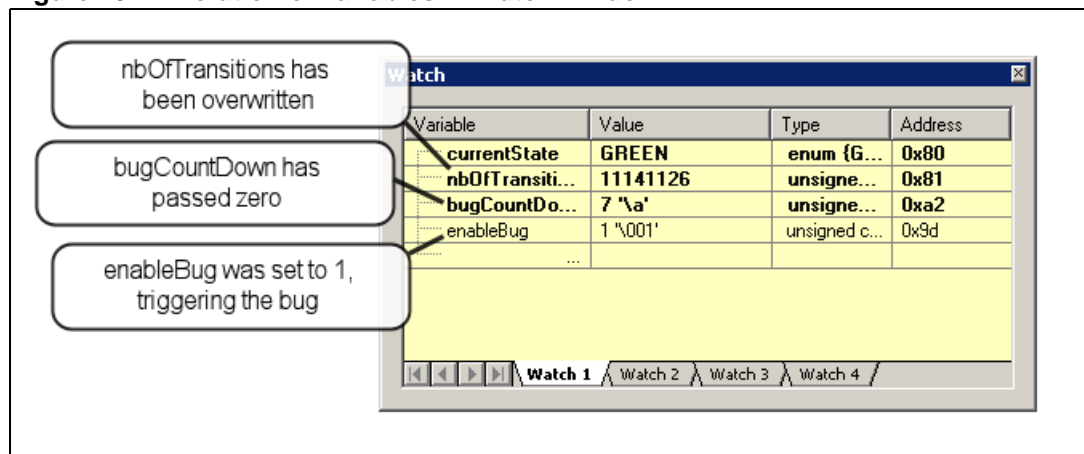 nbOfTransitions has
been overwritten
bugCountDown has
passed zero
enableBug was set to 1,
triggering the bug
Watch
Variable Value Type Address
currentState GREEN enum {G... 0x80
nbOfTransiti... 11141126 unsigne... 0x81
bugCountDo... 7 '\a' unsigne... 0xa2
enableBug 1 '\001' unsigned c... 0x9d
...
Watch 1 Watch 2 Watch 3 Watch 4